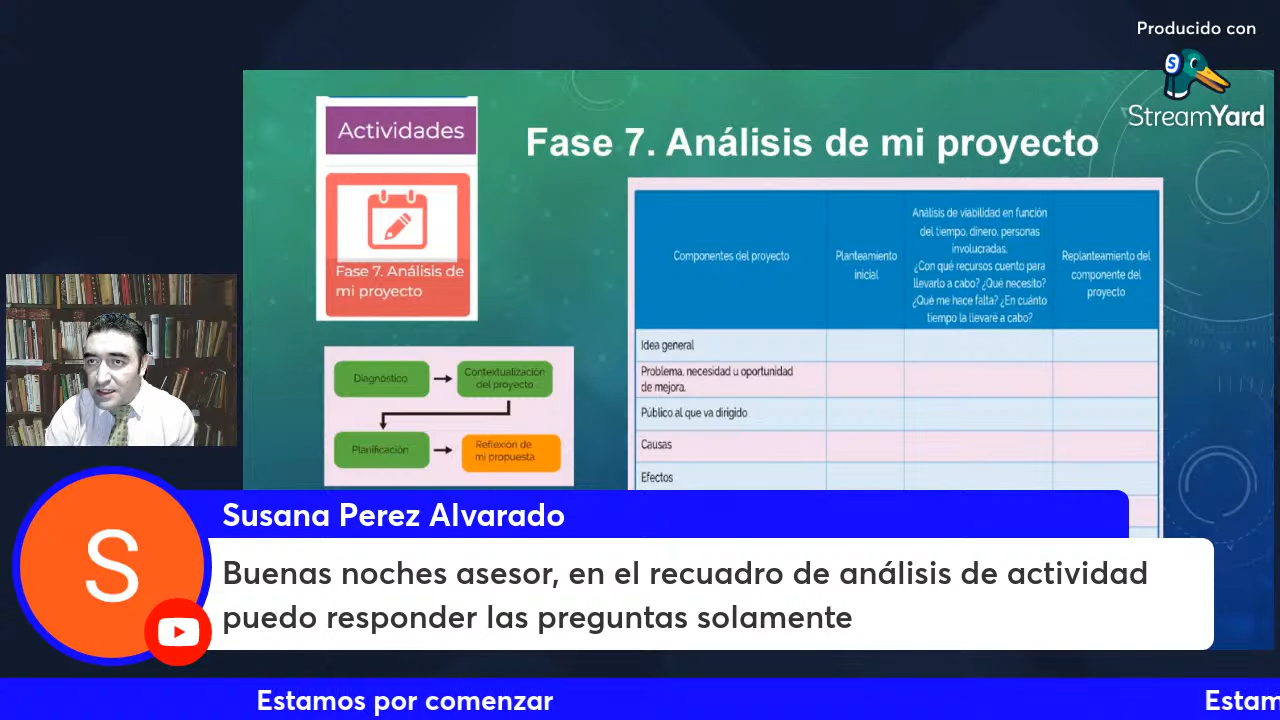 Producido con
StreamYard
Actividades
Fase 7. Análisis de
mi proyecto
Fase 7. Análisis de mi proyecto
Componentes del proyecto
Planteamiento
inicial
Análisis de viabilidad en función
del tiempo, dinero, personas
involucradas.
¿Con qué recursos cuento para
llevarlo a cabo? ¿Qué necesito?
¿Qué me hace falta? ¿En cuánto
tiempo la llevaré a cabo?
Replanteamiento del
componente del
proyecto
Idea general
Problema, necesidad u oportunidad
de mejora.
Público al que va dirigido
Causas
Efectos
Diagnóstico
Contextualización
del proyecto
Planificación
Reflexión de
mi propuesta
S
Susana Perez Alvarado
Buenas noches asesor, en el recuadro de análisis de actividad
puedo responder las preguntas solamente
Estamos por comenzar
Estam